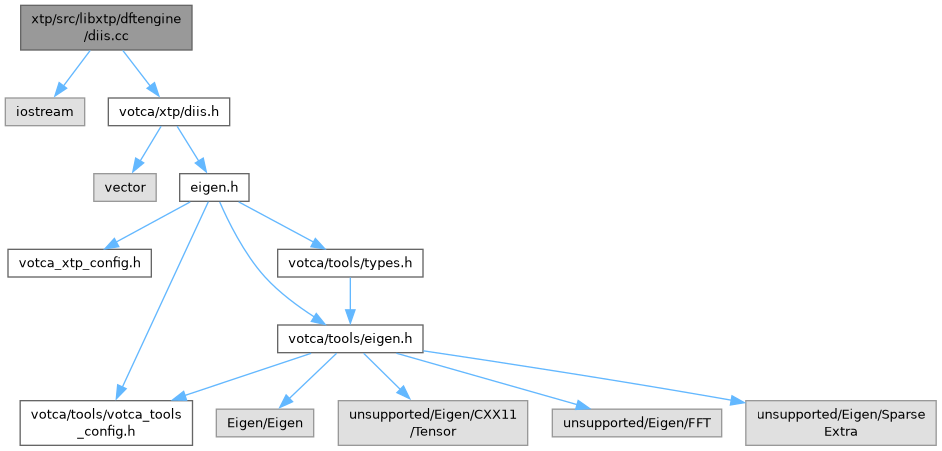 xtp/src/libxtp/dftengine
/diis.cc
iostream
votca/xtp/diis.h
vector
eigen.h
votca_xtp_config.h
votca/tools/types.h
votca/tools/eigen.h
votca/tools/votca_tools
_config.h
Eigen/Eigen
unsupported/Eigen/CXX11
/Tensor
unsupported/Eigen/FFT
unsupported/Eigen/Sparse
Extra